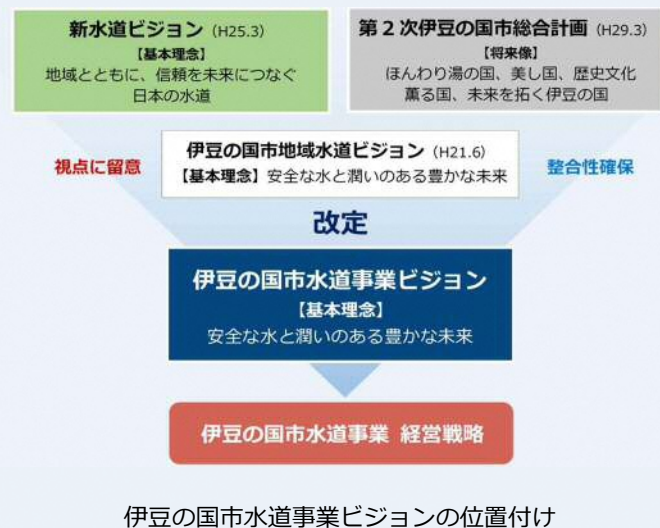 新水道ビジョン (H25.3)
【基本理念】
地域とともに、信頼を未来につなぐ
日本の水道
第2次伊豆の国市総合計画 (H29.3)
【将来像】
ほんわり湯の国、美し国、歴史文化
薫る国、未来を拓く伊豆の国
視点に留意
伊豆の国市地域水道ビジョン (H21.6)
【基本理念】安全な水と潤いのある豊かな未来
整合性確保
改定
伊豆の国市水道事業ビジョン
【基本理念】
安全な水と潤いのある豊かな未来
伊豆の国市水道事業 経営戦略
伊豆の国市水道事業ビジョンの位置付け